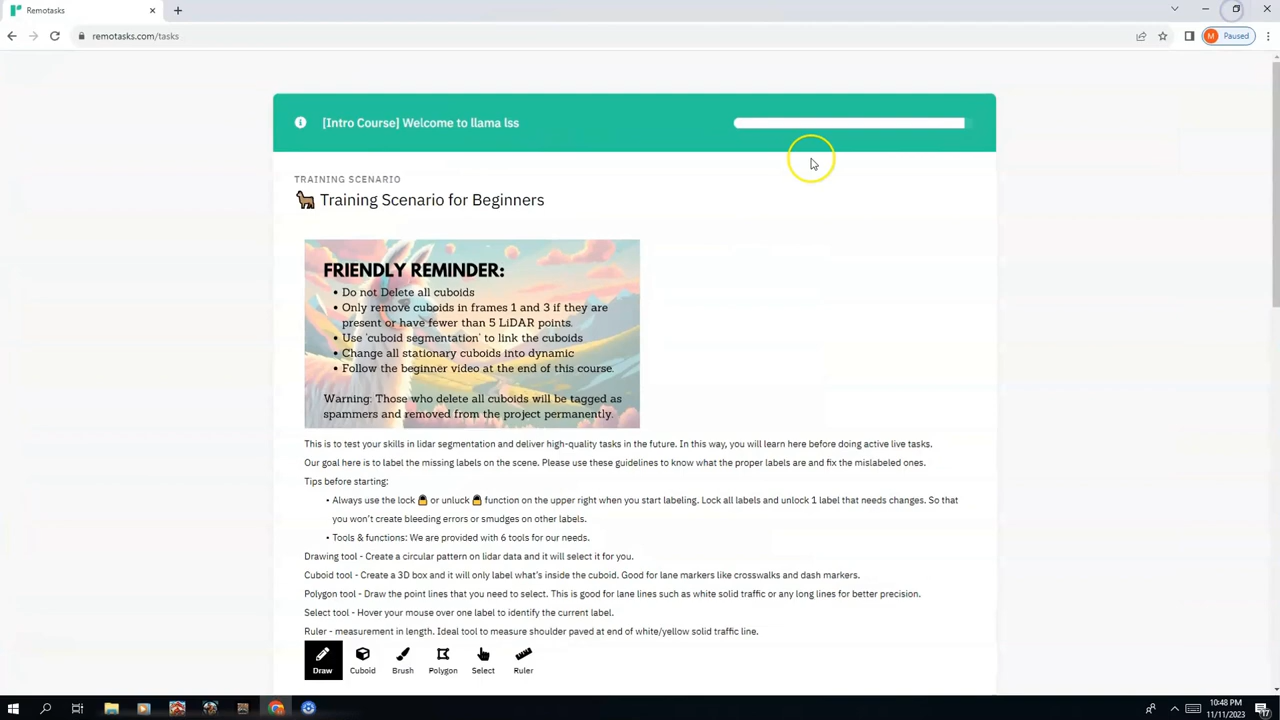 Remotasks
remotasks.com/tasks
M Paused
[Intro Course] Welcome to llama lss
TRAINING SCENARIO
Training Scenario for Beginners
FRIENDLY REMINDER:
• Do not Delete all cuboids
• Only remove cuboids in frames 1 and 3 if they are
present or have fewer than 5 LiDAR points.
• Use 'cuboid segmentation' to link the cuboids
• Change all stationary cuboids into dynamic
• Follow the beginner video at the end of this course.
Warning: Those who delete all cuboids will be tagged as
spammers and removed from the project permanently.
This is to test your skills in lidar segmentation and deliver high-quality tasks in the future. In this way, you will learn here before doing active live tasks.
Our goal here is to label the missing labels on the scene. Please use these guidelines to know what the proper labels are and fix the mislabeled ones.
Tips before starting:
• Always use the lock or unluck function on the upper right when you start labeling. Lock all labels and unlock 1 label that needs changes. So that
you won't create bleeding errors or smudges on other labels.
• Tools & functions: We are provided with 6 tools for our needs.
Drawing tool - Create a circular pattern on lidar data and it will select it for you.
Cuboid tool - Create a 3D box and it will only label what's inside the cuboid. Good for lane markers like crosswalks and dash markers.
Polygon tool - Draw the point lines that you need to select. This is good for lane lines such as white solid traffic or any long lines for better precision.
Select tool - Hover your mouse over one label to identify the current label.
Ruler - measurement in length. Ideal tool to measure shoulder paved at end of white/yellow solid traffic line.
Draw Cuboid Brush Polygon Select Ruler
10:48 PM
11/11/2023
17